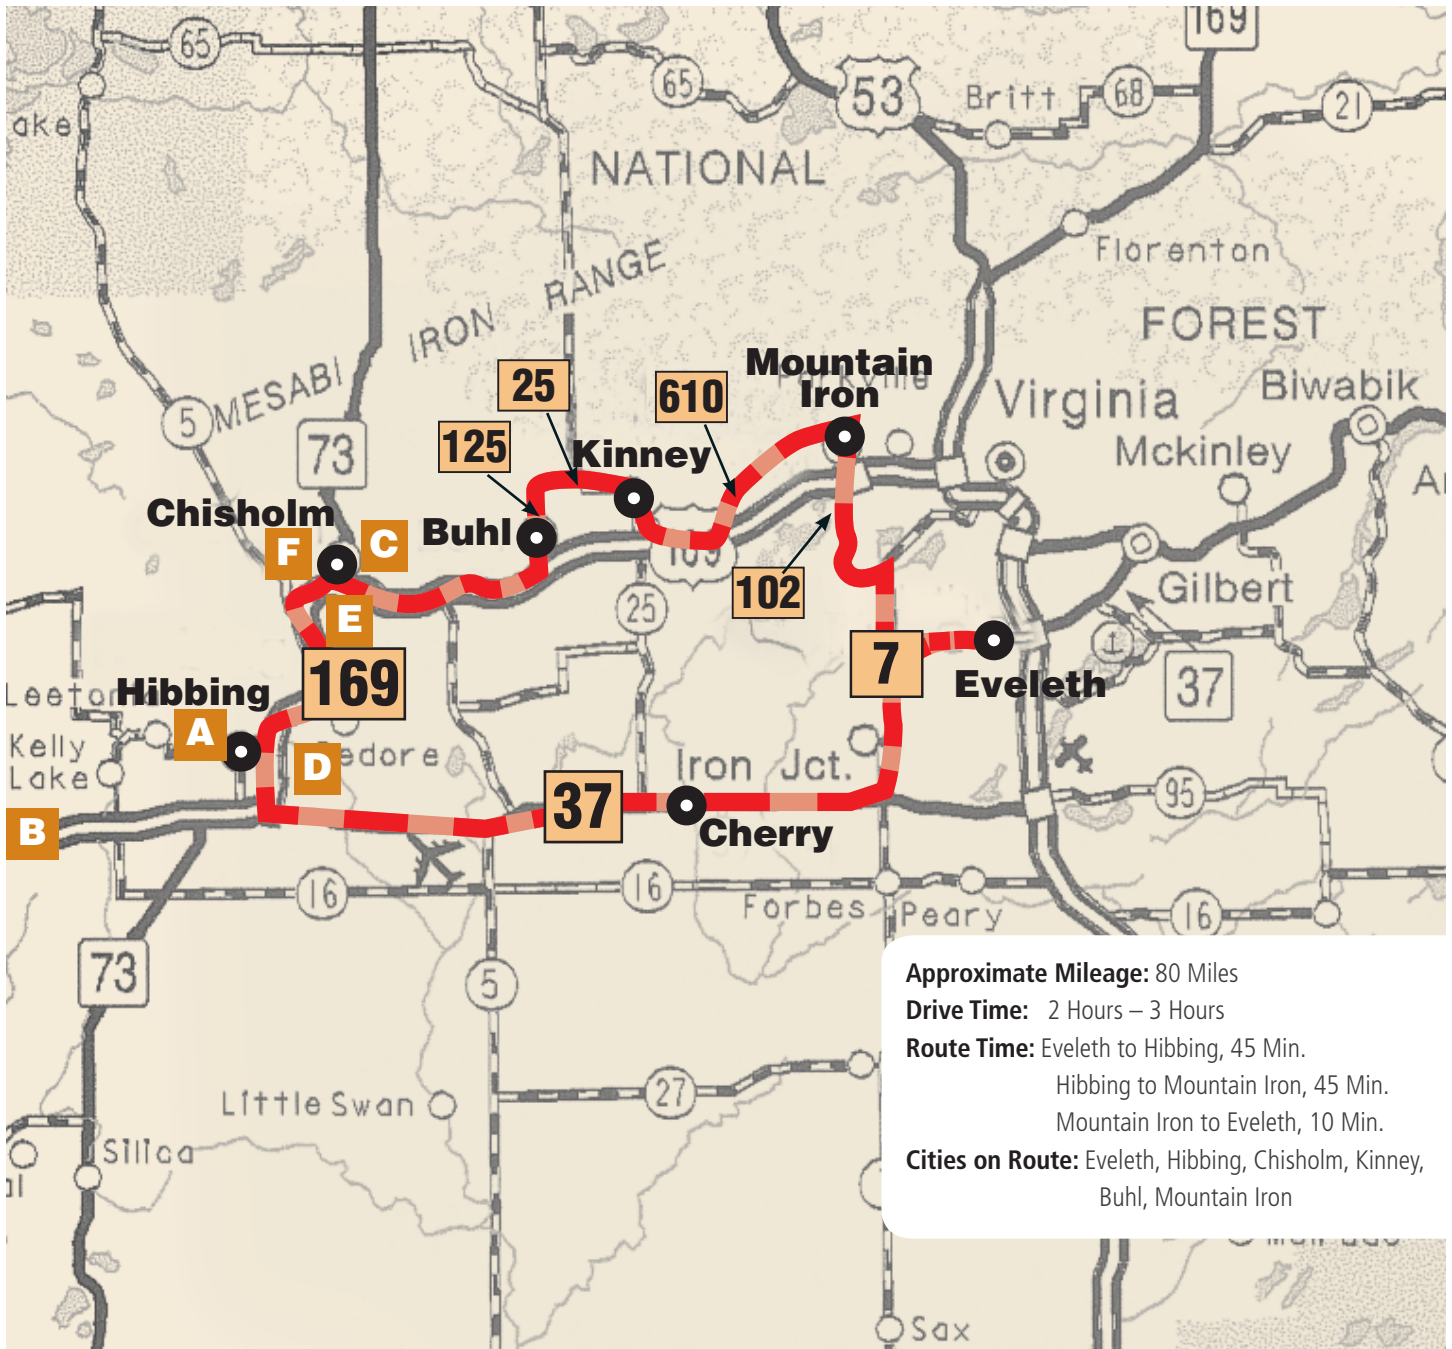 169
65
65
53
Britt
68
21
ake
NATIONAL
Florenton
RANGE
IRON
FOREST
MESABI
Mountain
Iron
25
610
Virginia
Biwabik
5
73
125
Kinney
Mckinley
Chisholm
Buhl
F
C
169
102
25
Gilbert
E
7
Eveleth
37
169
Hibbing
A
Kelly
Lake
D
Iron Jct.
95
37
B
Cherry
16
16
Forbes
Peary
16
73
5
Approximate Mileage: 80 Miles
Drive Time: 2 Hours – 3 Hours
Route Time: Eveleth to Hibbing, 45 Min.
Hibbing to Mountain Iron, 45 Min.
Mountain Iron to Eveleth, 10 Min.
Cities on Route: Eveleth, Hibbing, Chisholm, Kinney,
Buhl, Mountain Iron
27
Little Swan
Silica
Sax